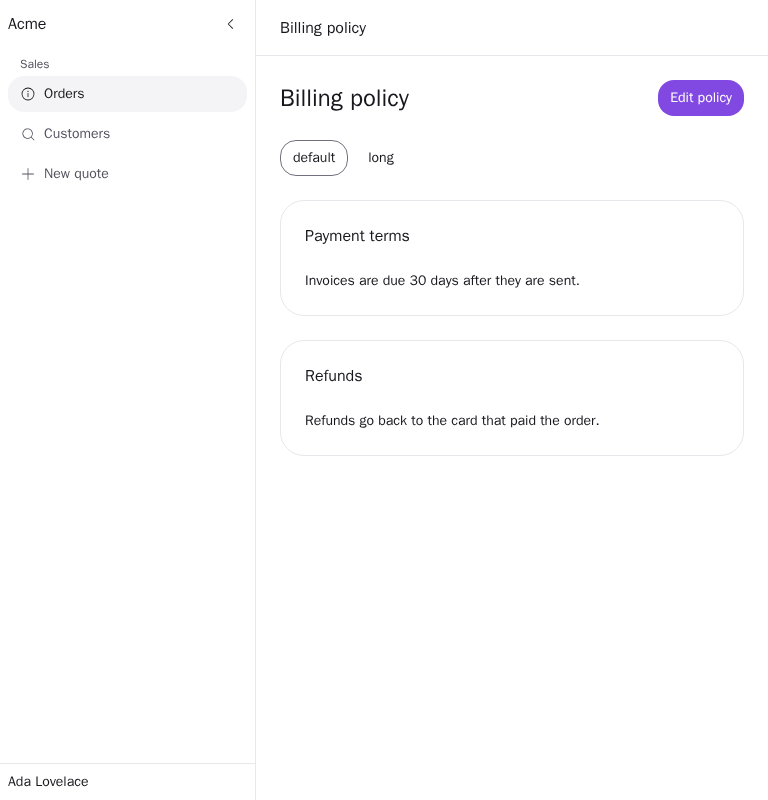 Acme
Sales
Orders
Customers
New quote
Ada Lovelace
Billing policy
Billing policy
Edit policy
default
long
Payment terms
Invoices are due 30 days after they are sent.
Refunds
Refunds go back to the card that paid the order.